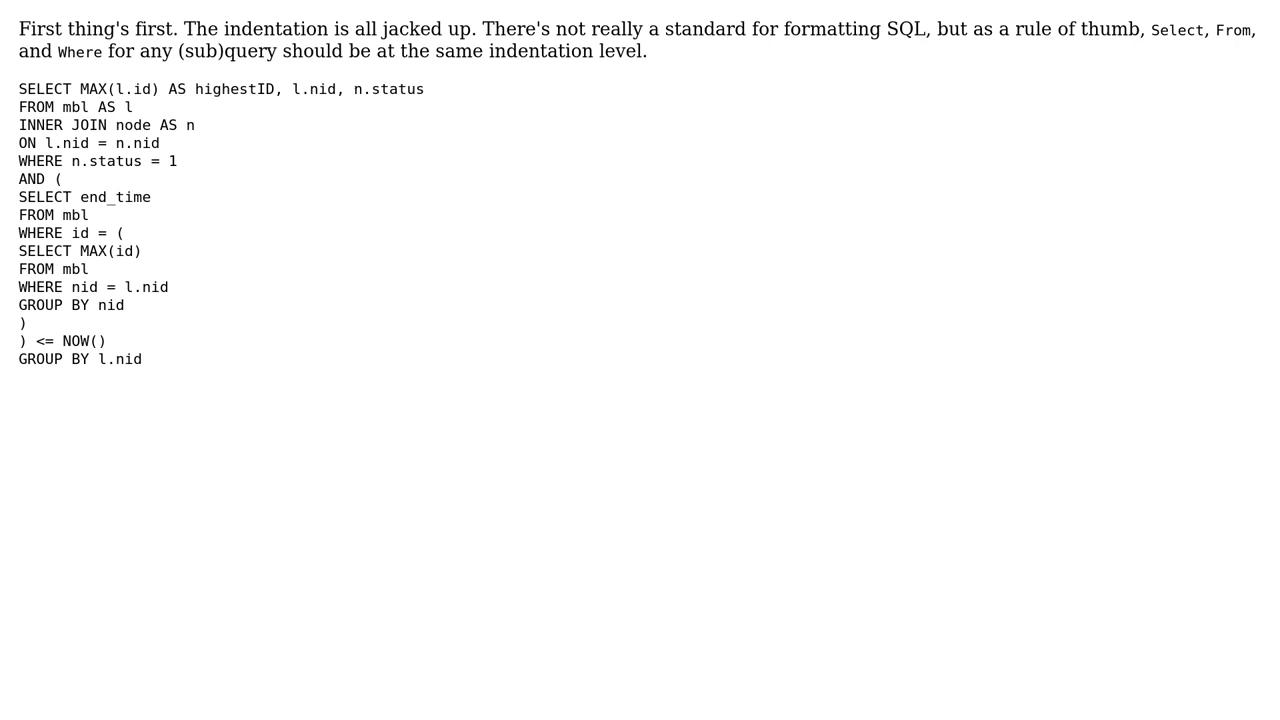 First thing's first. The indentation is all jacked up. There's not really a standard for formatting SQL, but as a rule of thumb, Select, From,
and Where for any (sub)query should be at the same indentation level.
SELECT MAX(l.id) AS highestID, l.nid, n.status
FROM mbl AS l
INNER JOIN node AS n
ON l.nid = n.nid
WHERE n.status = 1
AND (
SELECT end_time
FROM mbl
WHERE id = (
SELECT MAX(id)
FROM mbl
WHERE nid = l.nid
GROUP BY nid
)
) <= NOW()
GROUP BY l.nid